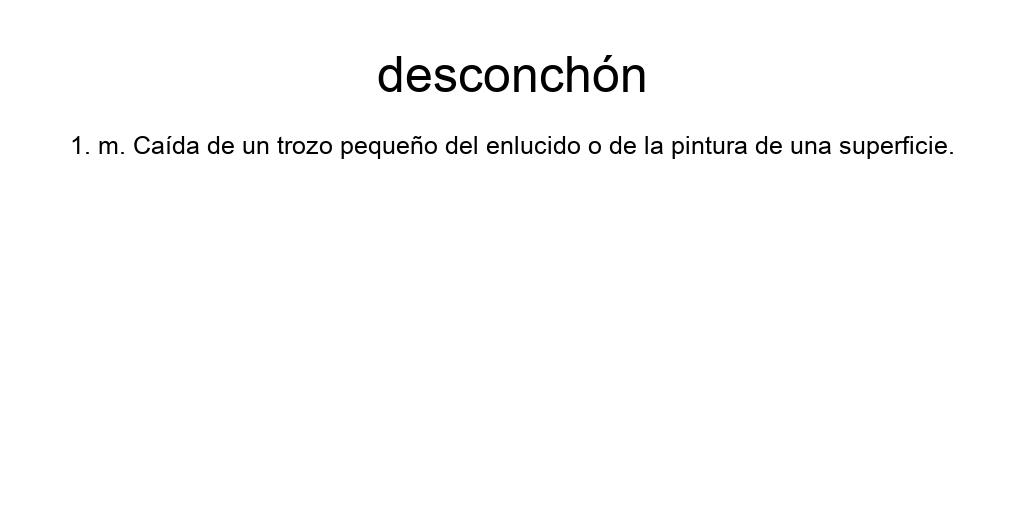 desconchón
1. m. Caída de un trozo pequeño del enlucido o de la pintura de una superficie.